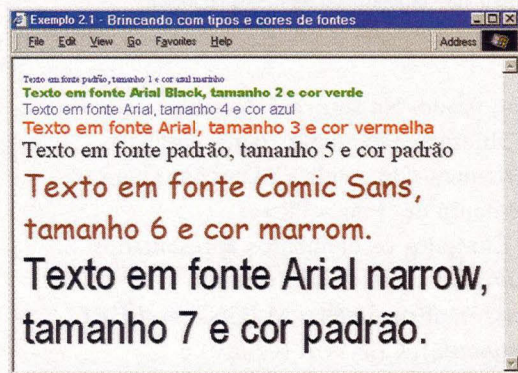 Exemplo 2.1 - Brincando com tipos e cores de fontes
File Edit View Go Favorites Help Address
Texto em fonte padrão, tamanho 1 e cor azul marinho
Texto em fonte Arial Black, tamanho 2 e cor verde
Texto em fonte Arial, tamanho 4 e cor azul
Texto em fonte Arial, tamanho 3 e cor vermelha
Texto em fonte padrão, tamanho 5 e cor padrão
Texto em fonte Comic Sans,
tamanho 6 e cor marrom.
Texto em fonte Arial narrow,
tamanho 7 e cor padrão.